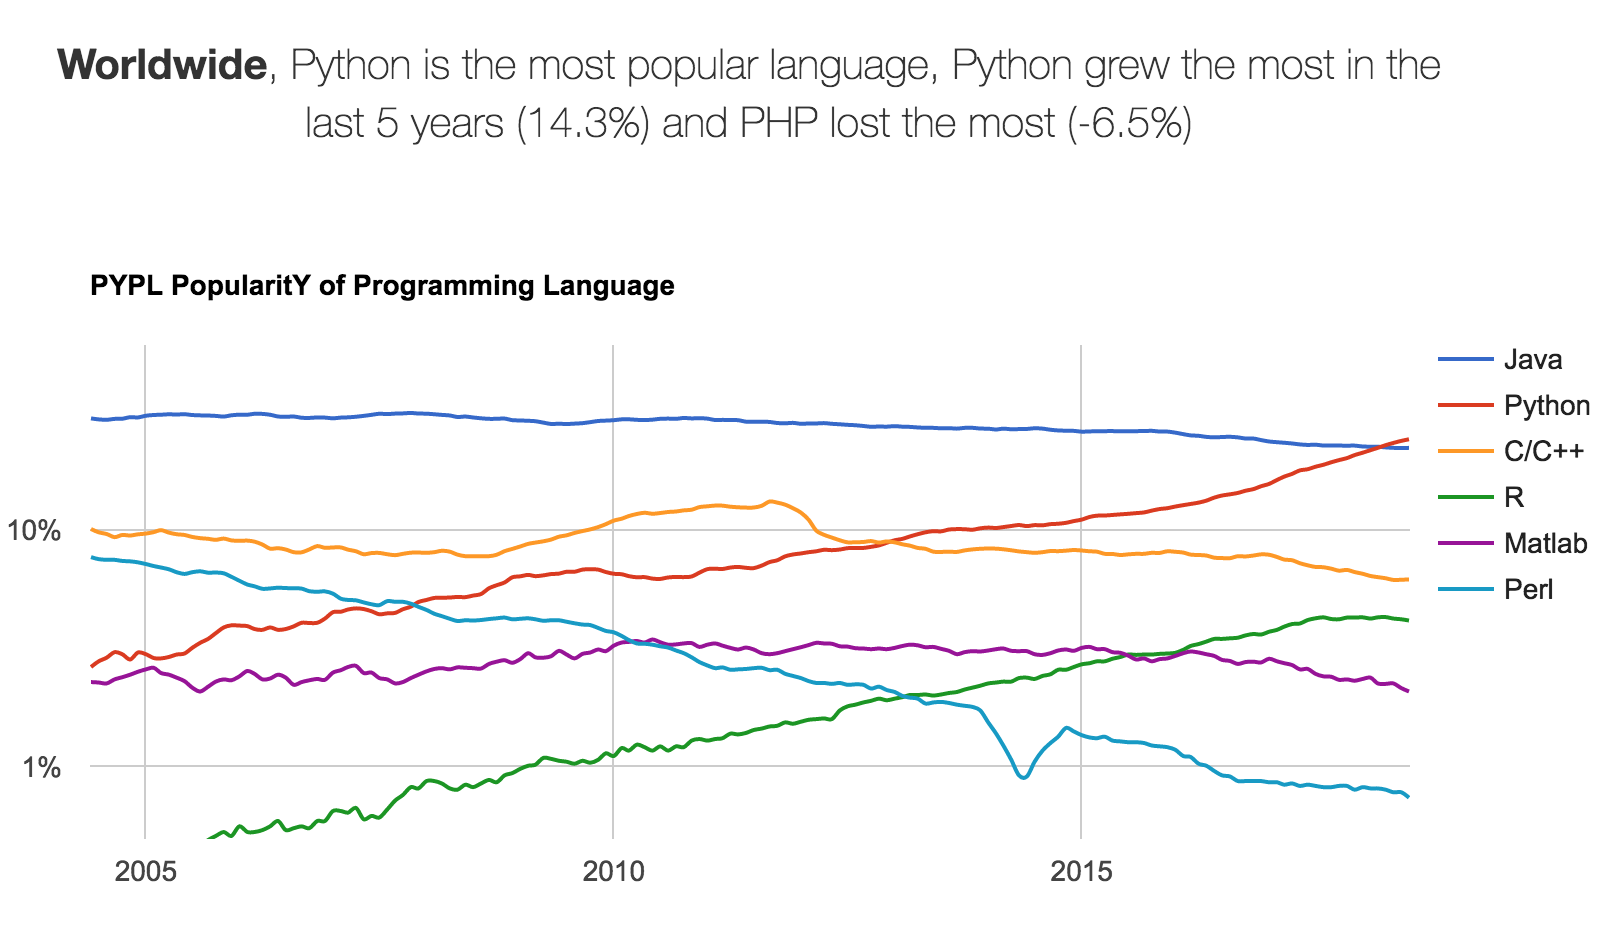 Worldwide, Python is the most popular language, Python grew the most in the
last 5 years (14.3%) and PHP lost the most (-6.5%)
PYPL PopularitY of Programming Language
Java
Python
C/C++
R
Matlab
Perl
10%
1%
2005
2010
2015